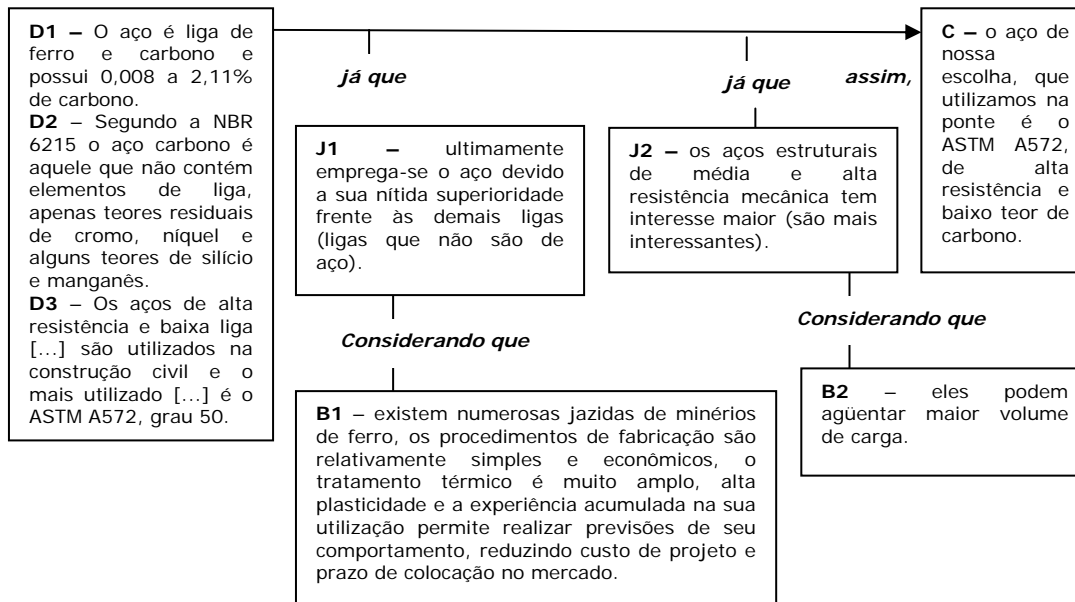 D1 – O aço é liga de
ferro e carbono e
possui 0,008 a 2,11%
de carbono.
D2 – Segundo a NBR
6215 o aço carbono é
aquele que não contém
elementos de liga,
apenas teores residuais
de cromo, níquel e
alguns teores de silício
e manganês.
D3 – Os aços de alta
resistência e baixa liga
[...] são utilizados na
construção civil e o
mais utilizado [...] é o
ASTM A572, grau 50.
já que
J1 – ultimamente
emprega-se o aço devido
a sua nítida superioridade
frente às demais ligas
(ligas que não são de
aço).
Considerando que
B1 – existem numerosas jazidas de minérios
de ferro, os procedimentos de fabricação são
relativamente simples e econômicos, o
tratamento térmico é muito amplo, alta
plasticidade e a experiência acumulada na sua
utilização permite realizar previsões de seu
comportamento, reduzindo custo de projeto e
prazo de colocação no mercado.
já que
J2 – os aços estruturais
de média e alta
resistência mecânica tem
interesse maior (são mais
interessantes).
Considerando que
B2 – eles podem
agüentar maior volume
de carga.
assim,
C – o aço de
nossa
escolha, que
utilizamos na
ponte é o
ASTM A572,
de alta
resistência e
baixo teor de
carbono.